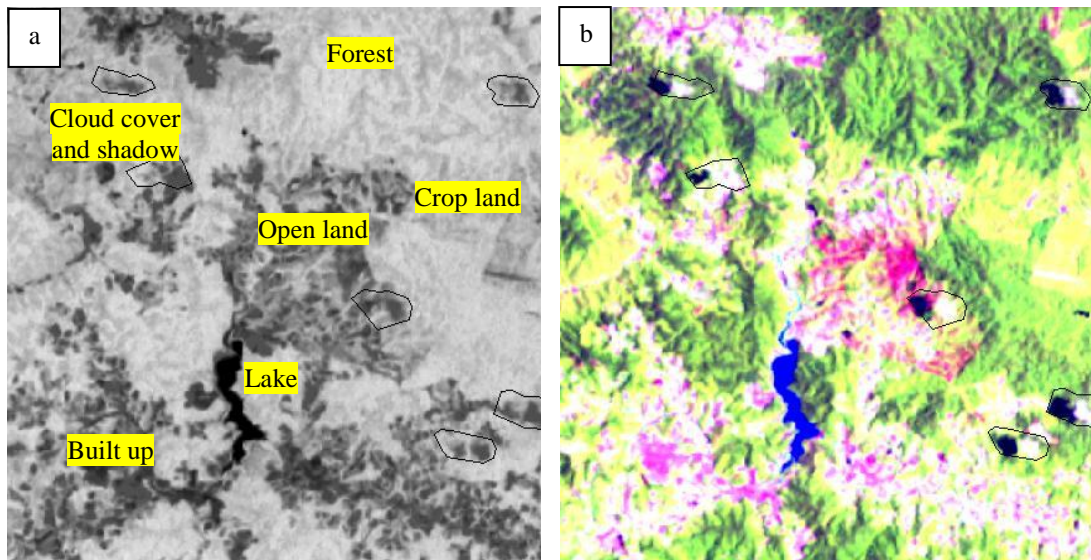 a
Forest
Cloud cover
and shadow
Crop land
Open land
Lake
Built up
b